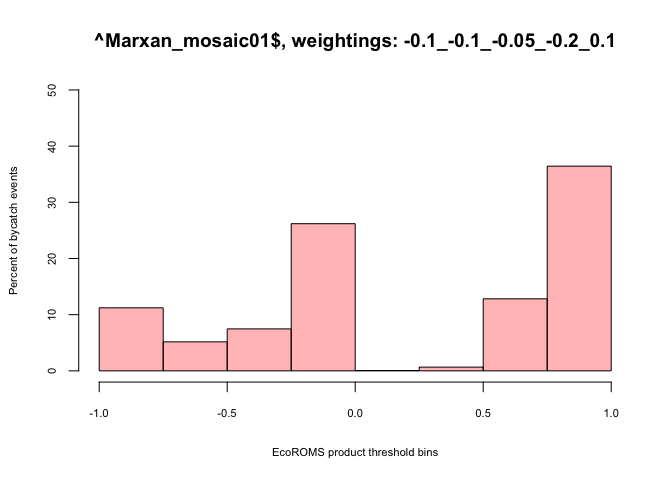 ^Marxan_mosaic01$, weightings: -0.1_-0.1_-0.05_-0.2_0.1
50
40
30
20
10
0
Percent of bycatch events
-1.0 -0.5 0.0 0.5 1.0
EcoROMS product threshold bins